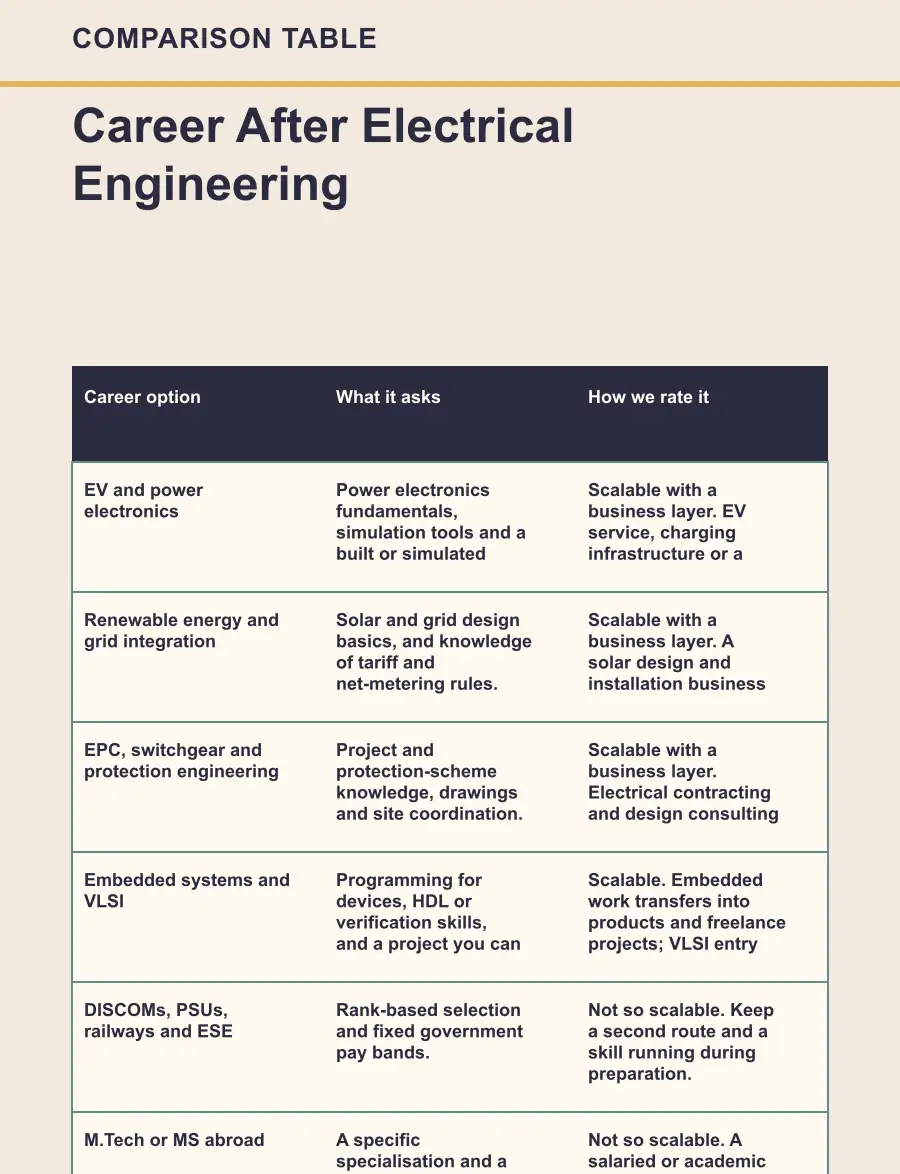 COMPARISON TABLE
Career After Electrical
Engineering
Career option
What it asks
How we rate it
EV and power
electronics
Power electronics
fundamentals,
simulation tools and a
built or simulated
Scalable with a
business layer. EV
service, charging
infrastructure or a
Renewable energy and
grid integration
Solar and grid design
basics, and knowledge
of tariff and
net-metering rules.
Scalable with a
business layer. A
solar design and
installation business
EPC, switchgear and
protection engineering
Project and
protection-scheme
knowledge, drawings
and site coordination.
Scalable with a
business layer.
Electrical contracting
and design consulting
Embedded systems and
VLSI
Programming for
devices, HDL or
verification skills,
and a project you can
Scalable. Embedded
work transfers into
products and freelance
projects; VLSI entry
DISCOMs, PSUs,
railways and ESE
Rank-based selection
and fixed government
pay bands.
Not so scalable. Keep
a second route and a
skill running during
preparation.
M.Tech or MS abroad
A specific
specialisation and a
Not so scalable. A
salaried or academic